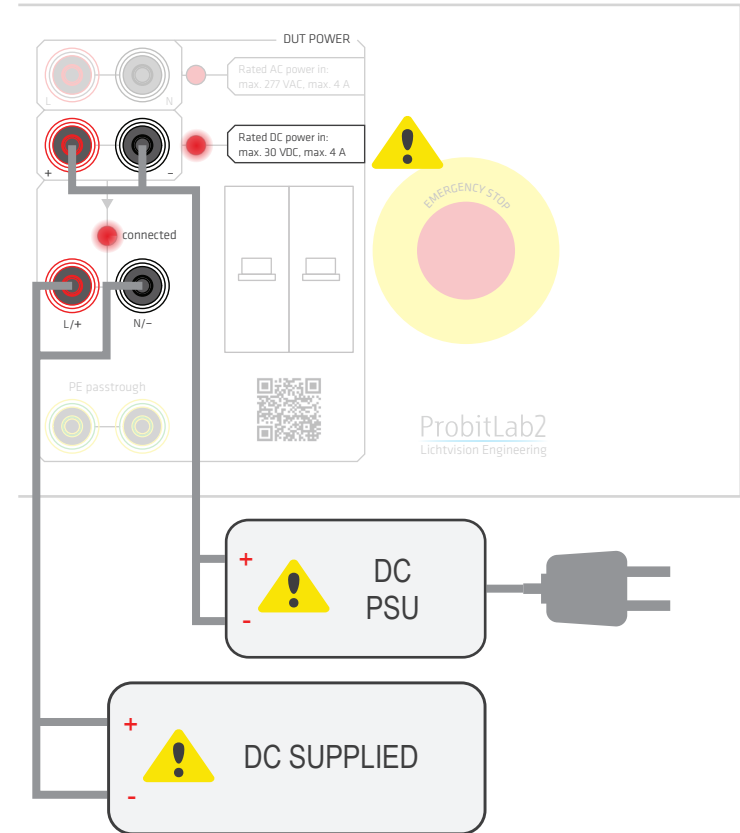 DUT POWER
Rated AC power in:
max. 277 VAC, max. 4 A
L
N
Rated DC power in:
max. 30 VDC, max. 4 A
+
–
EMERGENCY STOP
connected
L/+
N/–
PE passtrough
ProbitLab2
Lichtvision Engineering
+
DC
PSU
-
+
DC SUPPLIED
-